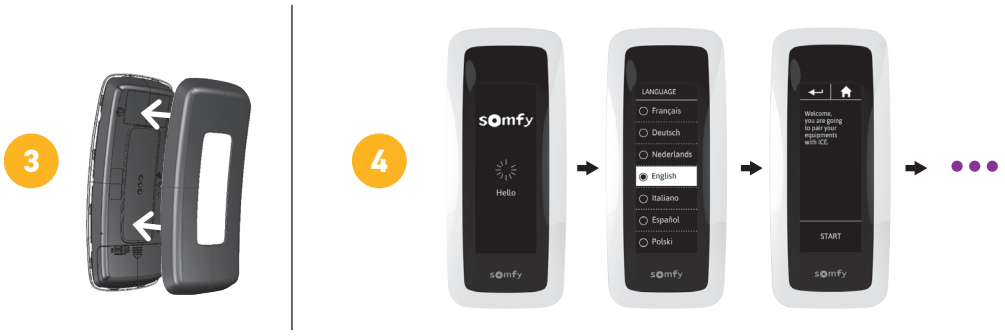 3
4
somfy
Hello
somfy
LANGUAGE
Français
Deutsch
Nederlands
English
Italiano
Español
Polski
somfy
Welcome,
you are going
to pair your
equipments
with ICE.
START
somfy